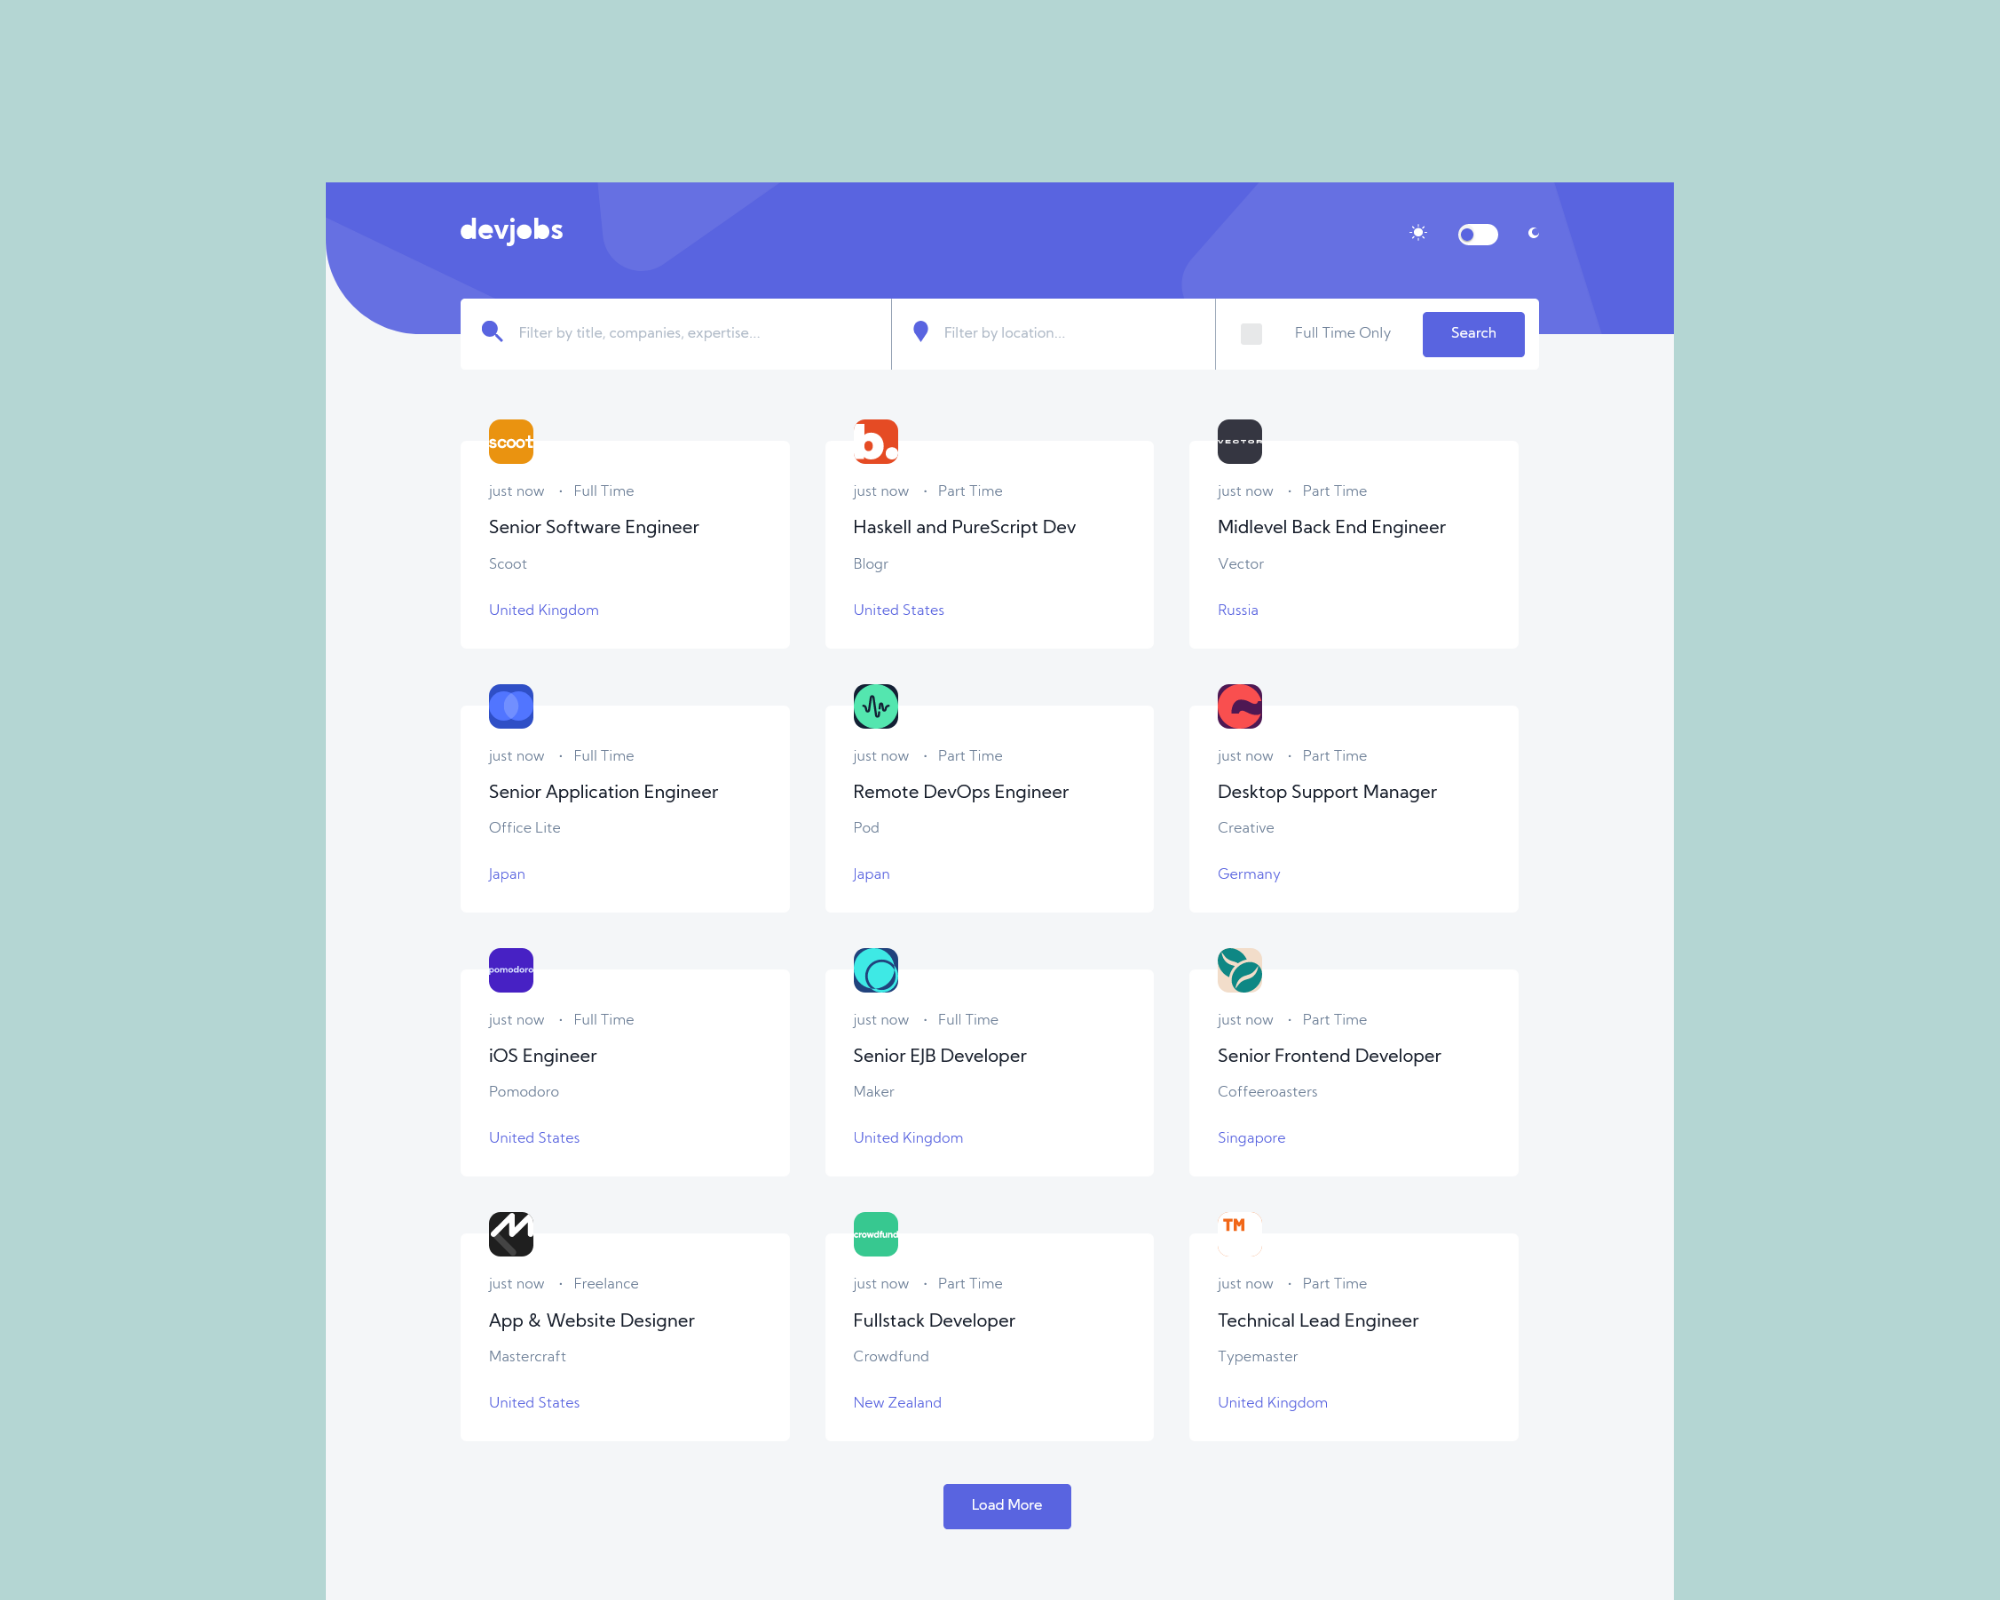 devjobs
Filter by title, companies, expertise...
Filter by location...
Full Time Only
Search
scoot
just now · Full Time
Senior Software Engineer
Scoot
United Kingdom
b.
just now · Part Time
Haskell and PureScript Dev
Blogr
United States
VECTOR
just now · Part Time
Midlevel Back End Engineer
Vector
Russia
just now · Full Time
Senior Application Engineer
Office Lite
Japan
just now · Part Time
Remote DevOps Engineer
Pod
Japan
just now · Part Time
Desktop Support Manager
Creative
Germany
pomodoro
just now · Full Time
iOS Engineer
Pomodoro
United States
just now · Full Time
Senior EJB Developer
Maker
United Kingdom
just now · Part Time
Senior Frontend Developer
Coffeeroasters
Singapore
just now · Freelance
App & Website Designer
Mastercraft
United States
crowdfund
just now · Part Time
Fullstack Developer
Crowdfund
New Zealand
TM
just now · Part Time
Technical Lead Engineer
Typemaster
United Kingdom
Load More